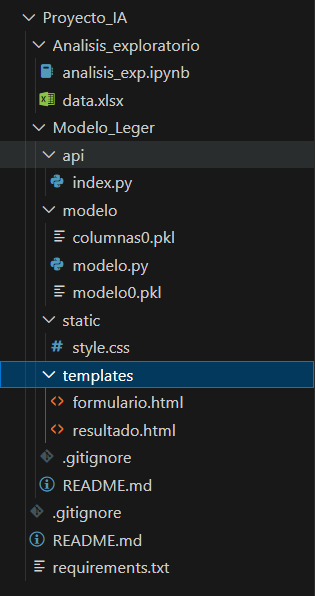 Proyecto_IA
Analisis_exploratorio
analisis_exp.ipynb
data.xlsx
Modelo_Leger
api
index.py
modelo
columnas0.pkl
modelo.py
modelo0.pkl
static
style.css
templates
formulario.html
resultado.html
.gitignore
README.md
.gitignore
README.md
requirements.txt